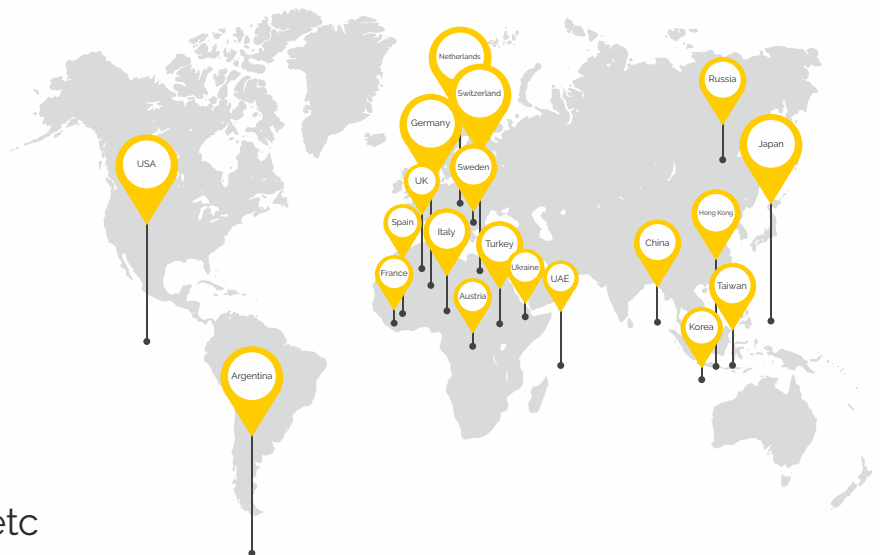 Netherlands
Russia
Switzerland
Germany
Japan
USA
Sweden
UK
Hong Kong
Spain
Italy
Turkey
China
Ukraine
France
UAE
Taiwan
Austria
Korea
Argentina
etc